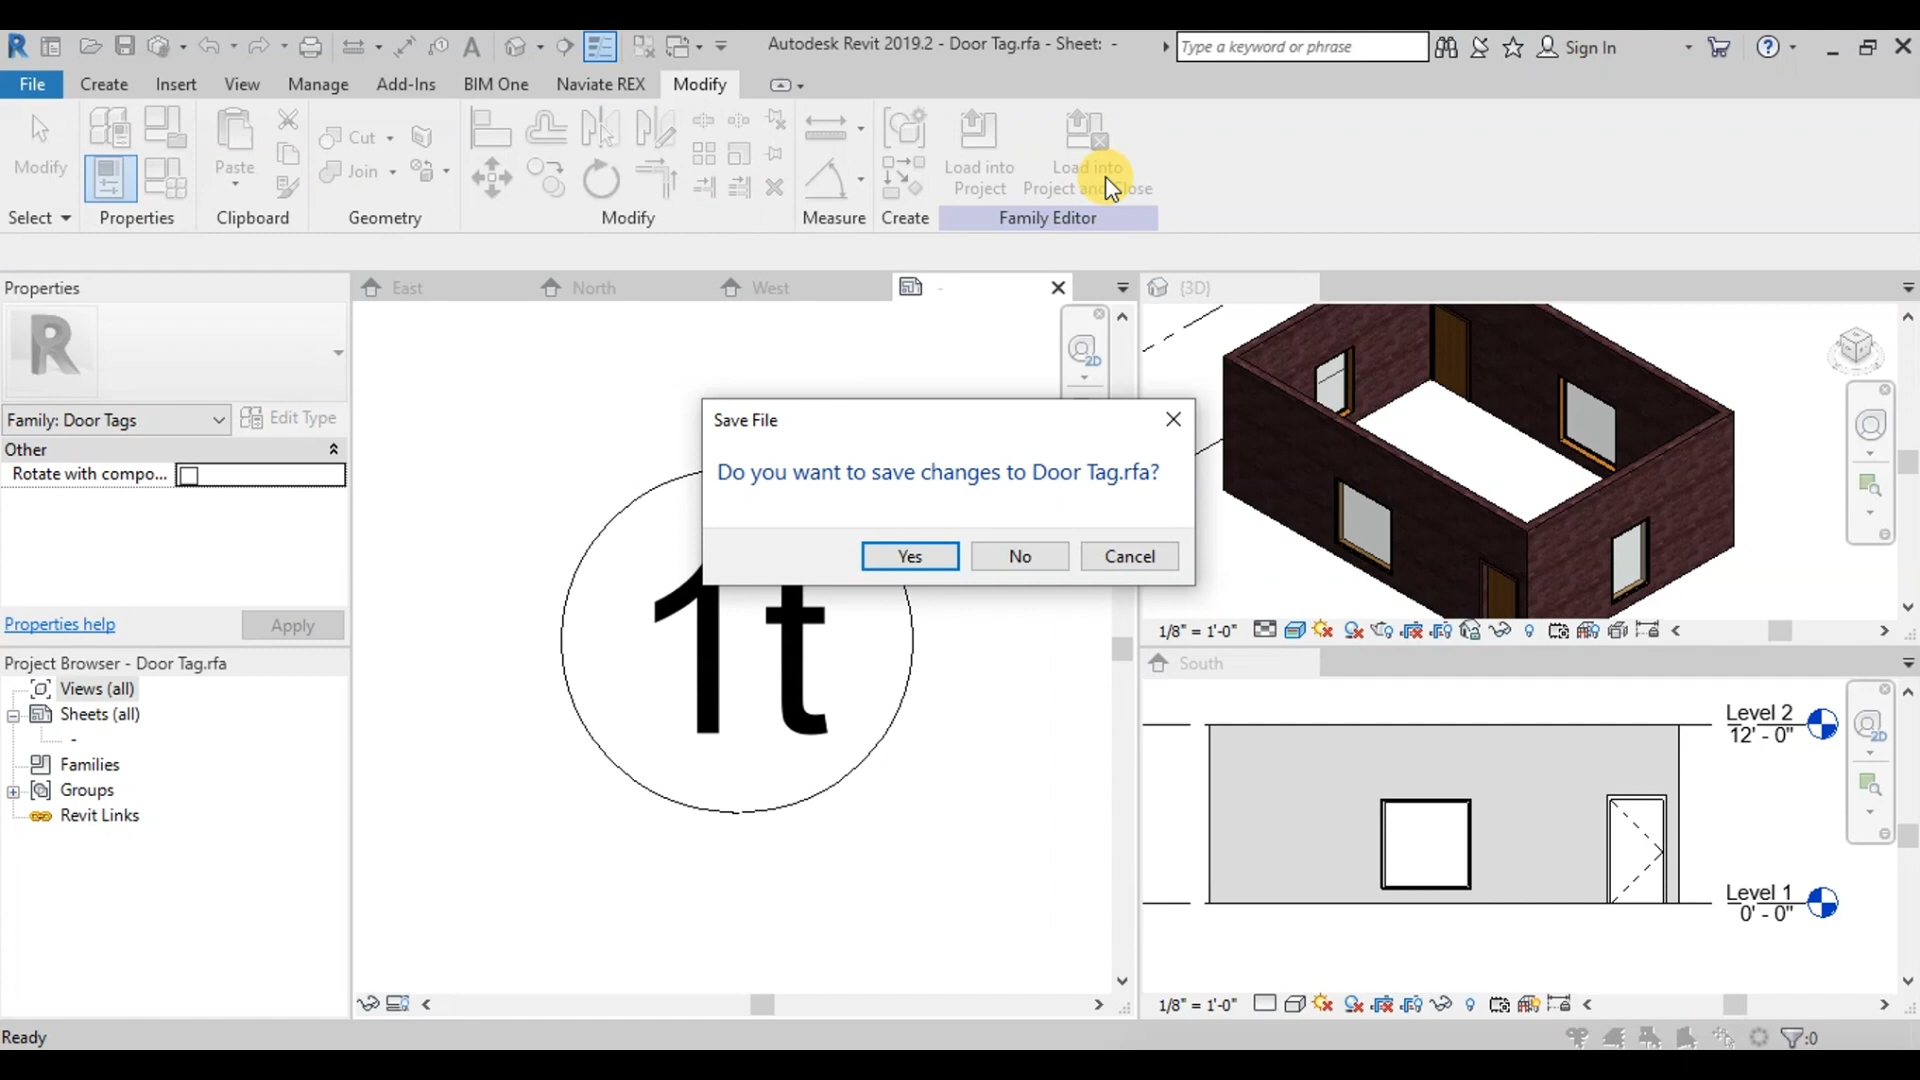 Autodesk Revit 2019.2 - Door Tag.rfa - Sheet: -
Type a keyword or phrase
Sign In
File Create Insert View Manage Add-Ins BIM One Naviate REX Modify
Modify
Paste
Cut
Join
Load into Project
Load into Project and Close
Select Properties Clipboard Geometry Modify Measure Create Family Editor
Properties
East
North
West
-
{3D}
R
Family: Door Tags
Edit Type
Other
Rotate with compo...
Properties help
Apply
Project Browser - Door Tag.rfa
Views (all)
Sheets (all)
-
Families
Groups
Revit Links
2D
Save File
Do you want to save changes to Door Tag.rfa?
Yes
No
Cancel
1t
1/8" = 1'-0"
South
Level 2
12' - 0"
2D
Level 1
0' - 0"
1/8" = 1'-0"
Ready
:0